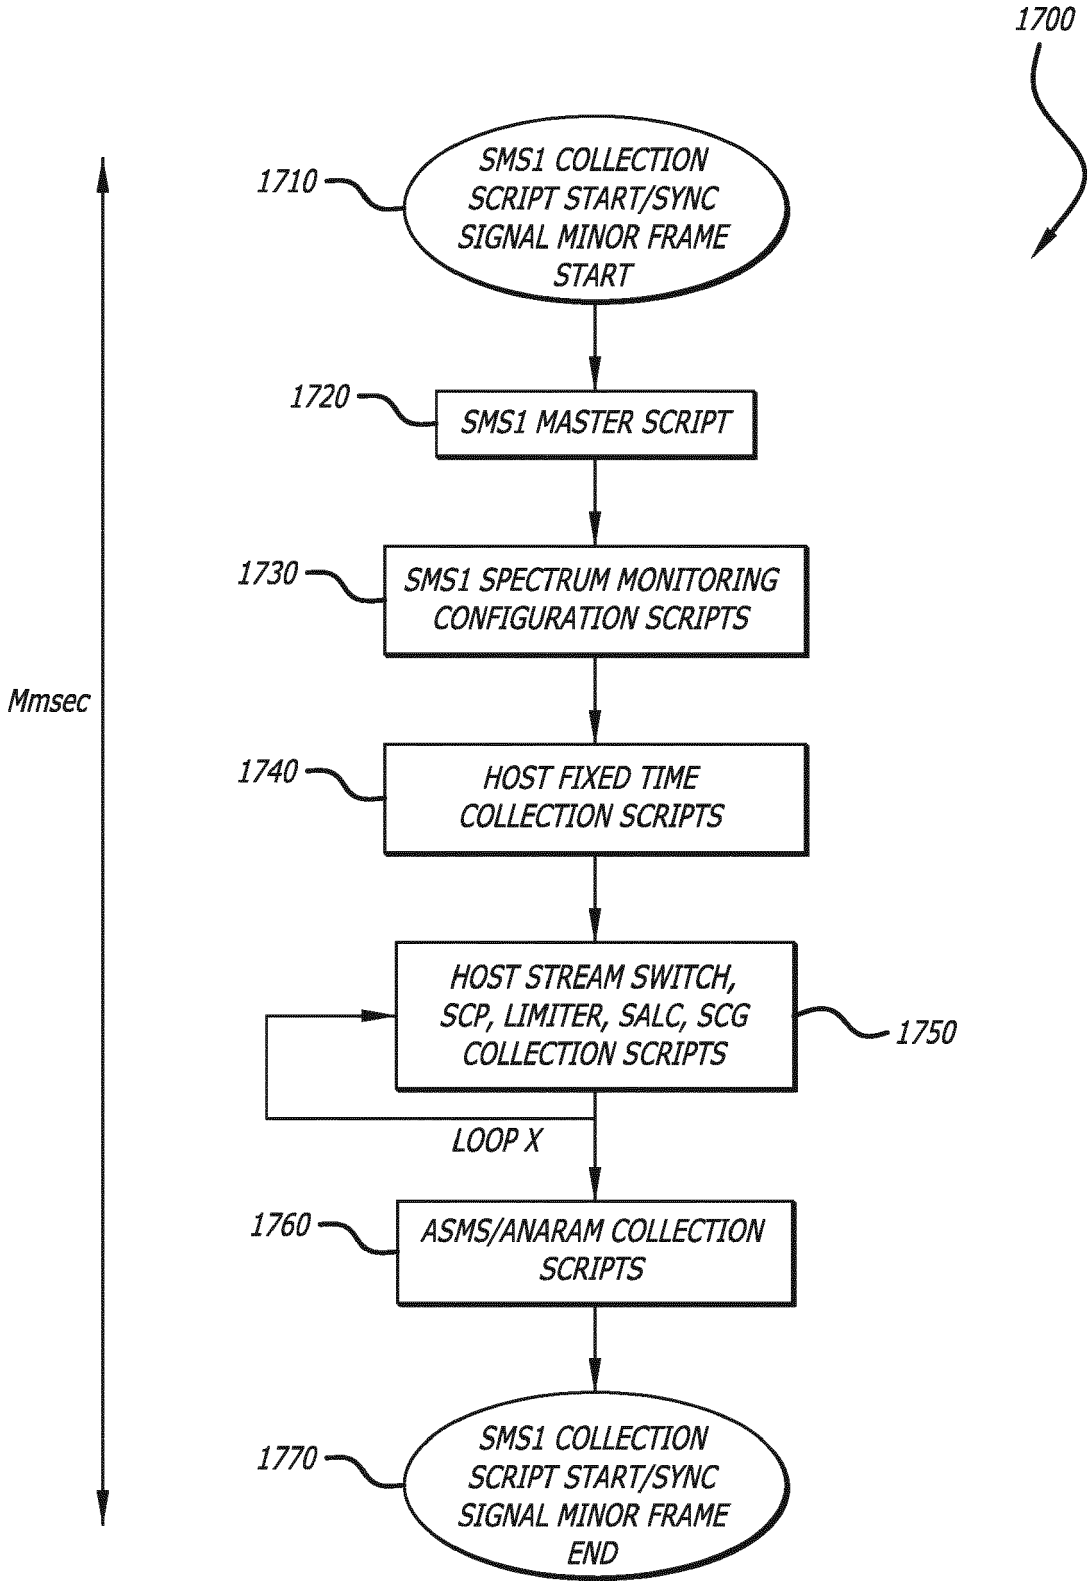 1700
1710
SMS1 COLLECTION
SCRIPT START/SYNC
SIGNAL MINOR FRAME
START
1720
SMS1 MASTER SCRIPT
1730
SMS1 SPECTRUM MONITORING
CONFIGURATION SCRIPTS
Mmsec
1740
HOST FIXED TIME
COLLECTION SCRIPTS
HOST STREAM SWITCH,
SCP, LIMITER, SALC, SCG
COLLECTION SCRIPTS
1750
LOOP X
1760
ASMS/ANARAM COLLECTION
SCRIPTS
1770
SMS1 COLLECTION
SCRIPT START/SYNC
SIGNAL MINOR FRAME
END